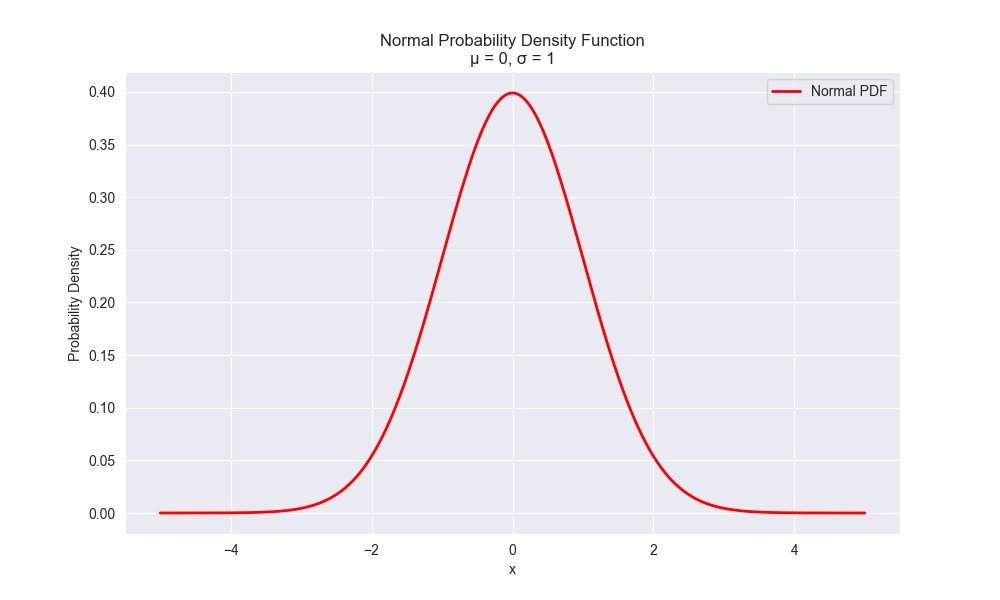 Normal Probability Density Function
μ = 0, σ = 1
Normal PDF
0.40
0.35
0.30
0.25
0.20
0.15
0.10
0.05
0.00
Probability Density
−4
−2
0
2
4
x